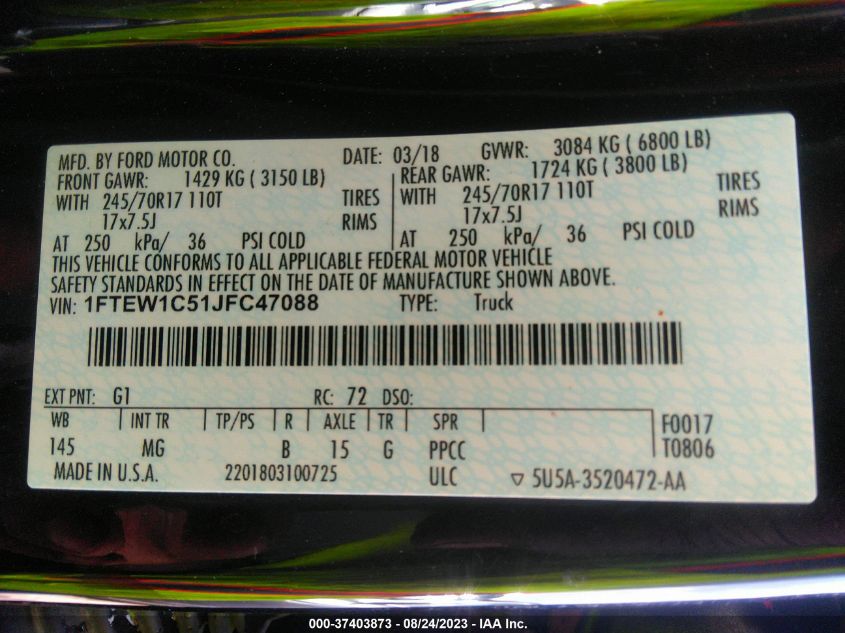 MFD. BY FORD MOTOR CO. DATE: 03/18 GVWR: 3084 KG ( 6800 LB)
FRONT GAWR: 1429 KG ( 3150 LB) REAR GAWR: 1724 KG ( 3800 LB)
WITH 245/70R17 110T TIRES WITH 245/70R17 110T TIRES
17x7.5J RIMS 17x7.5J RIMS
AT 250 kPa/ 36 PSI COLD AT 250 kPa/ 36 PSI COLD
THIS VEHICLE CONFORMS TO ALL APPLICABLE FEDERAL MOTOR VEHICLE
SAFETY STANDARDS IN EFFECT ON THE DATE OF MANUFACTURE SHOWN ABOVE.
VIN: 1FTEW1C51JFC47088 TYPE: Truck
EXT PNT: G1 RC: 72 DSO:
WB INT TR TP/PS R AXLE TR SPR F0017
145 MG B 15 G PPCC T0806
MADE IN U.S.A. 2201803100725 ULC ▽ 5U5A-3520472-AA
000-37403873 - 08/24/2023 - IAA Inc.